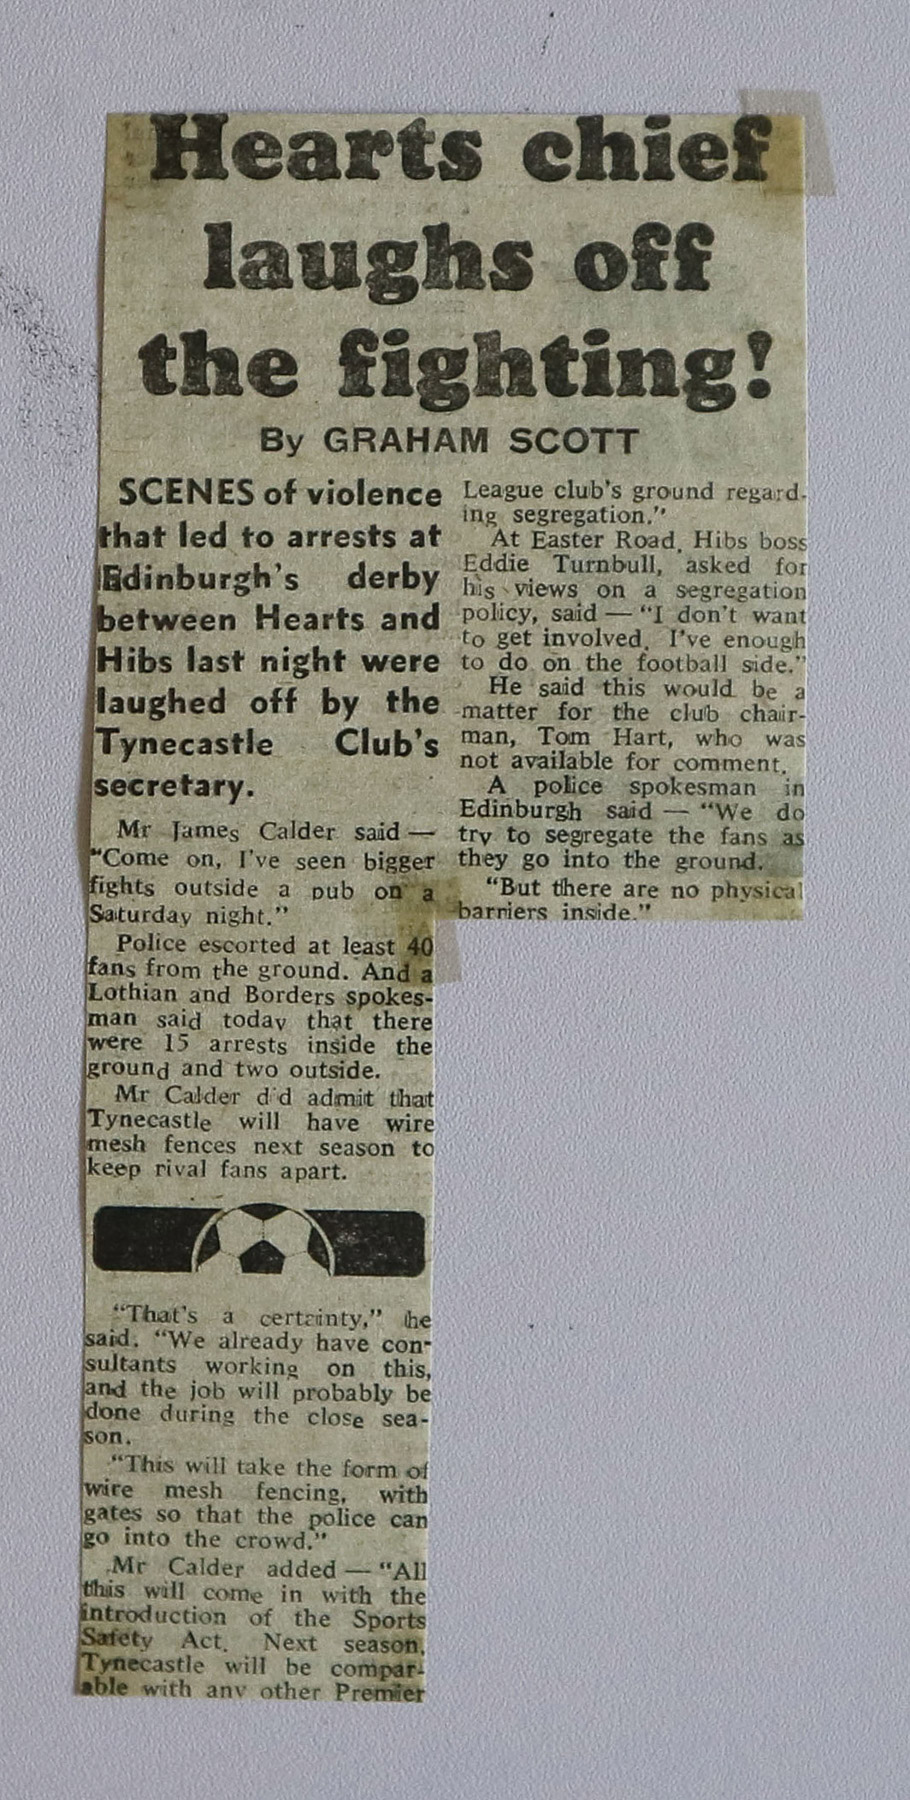 Hearts chief
laughs off
the fighting!
By GRAHAM SCOTT
SCENES of violence
that led to arrests at
Edinburgh's derby
between Hearts and
Hibs last night were
laughed off by the
Tynecastle Club's
secretary.
Mr James Calder said —
"Come on, I've seen bigger
fights outside a pub on a
Saturday night."
Police escorted at least 40
fans from the ground. And a
Lothian and Borders spokes-
man said today that there
were 15 arrests inside the
ground and two outside.
Mr Calder d'd admit that
Tynecastle will have wire
mesh fences next season to
keep rival fans apart.
"That's a certainty," he
said. "We already have con-
sultants working on this,
and the job will probably be
done during the close sea-
son.
"This will take the form of
wire mesh fencing, with
gates so that the police can
go into the crowd."
Mr Calder added — "All
this will come in with the
introduction of the Sports
Safety Act. Next season,
Tynecastle will be compar-
able with any other Premier
League club's ground regard-
ing segregation."
At Easter Road, Hibs boss
Eddie Turnbull, asked for
his views on a segregation
policy, said — "I don't want
to get involved. I've enough
to do on the football side."
He said this would be a
matter for the club chair-
man, Tom Hart, who was
not available for comment.
A police spokesman in
Edinburgh said — "We do
try to segregate the fans as
they go into the ground.
"But there are no physical
barriers inside."